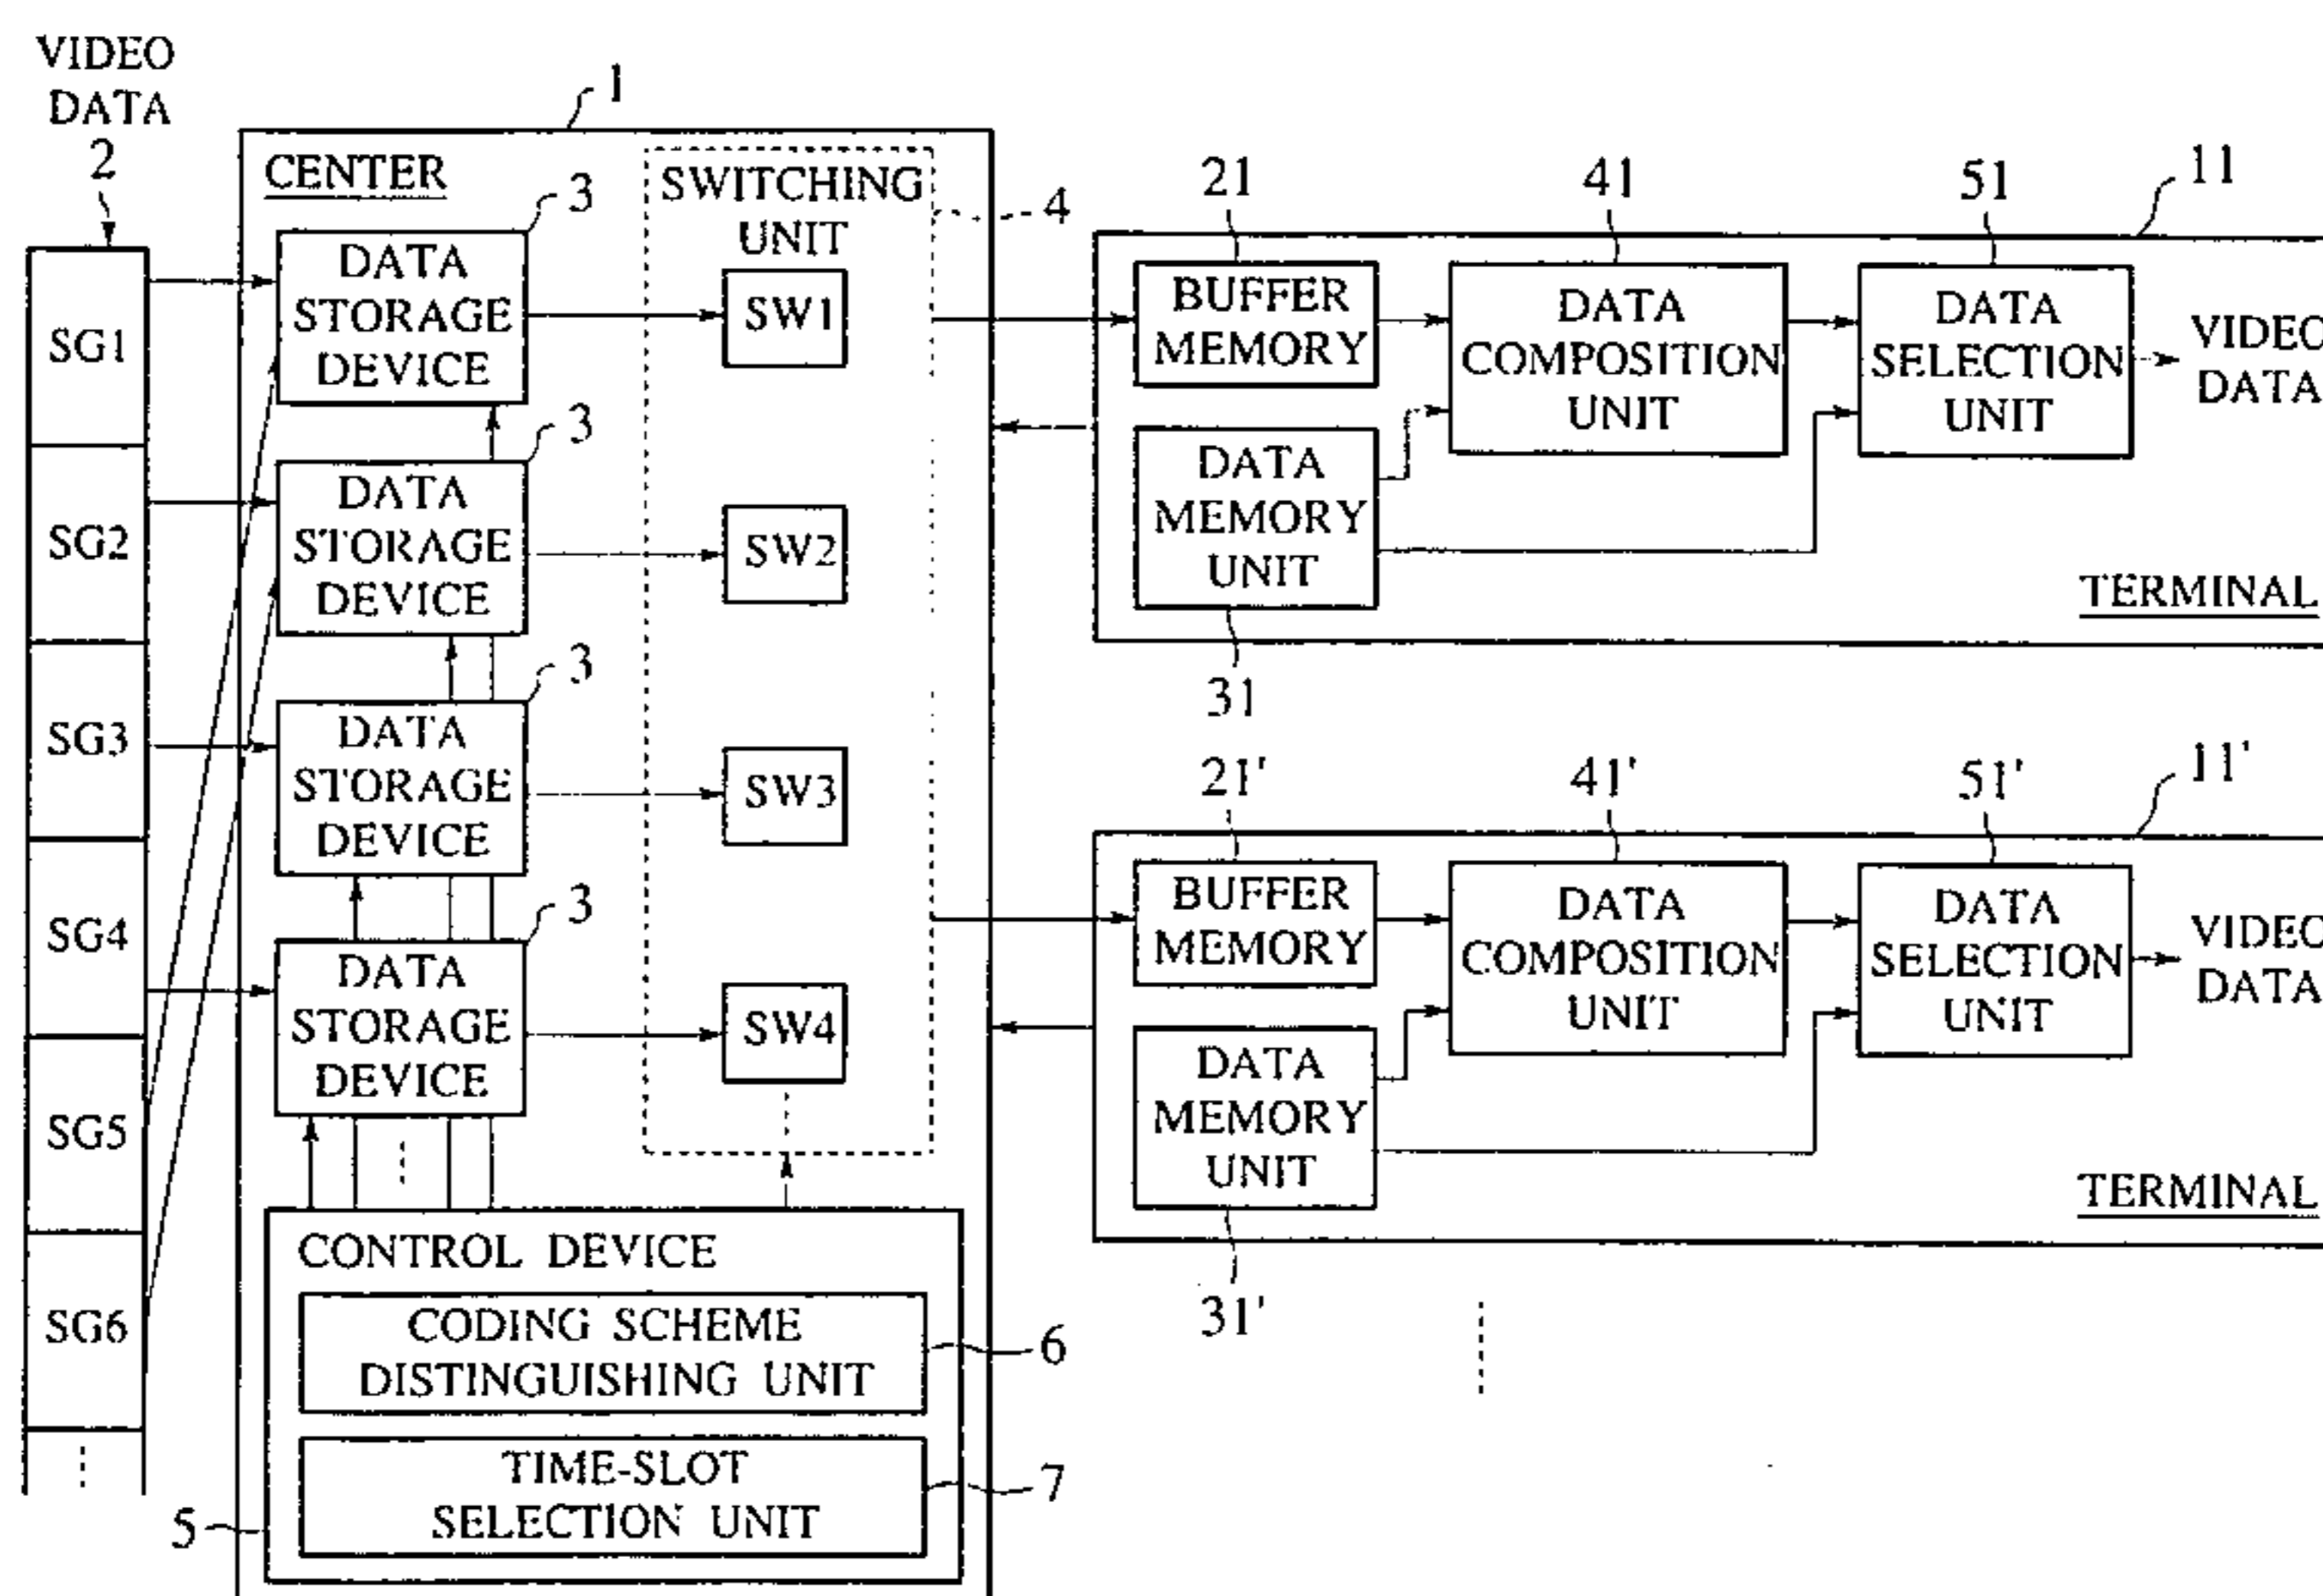 VIDEO
DATA
2
SG1
SG2
SG3
SG4
SG5
SG6
1
CENTER
3
DATA
STORAGE
DEVICE
3
DATA
STORAGE
DEVICE
3
DATA
STORAGE
DEVICE
3
DATA
STORAGE
DEVICE
SWITCHING
UNIT
4
SW1
SW2
SW3
SW4
CONTROL DEVICE
CODING SCHEME
DISTINGUISHING UNIT
6
TIME-SLOT
SELECTION UNIT
7
5
11
21
BUFFER
MEMORY
41
DATA
COMPOSITION
UNIT
51
DATA
SELECTION
UNIT
VIDEO
DATA
DATA
MEMORY
UNIT
31
TERMINAL
11'
21'
BUFFER
MEMORY
41'
DATA
COMPOSITION
UNIT
51'
DATA
SELECTION
UNIT
VIDEO
DATA
DATA
MEMORY
UNIT
31'
TERMINAL